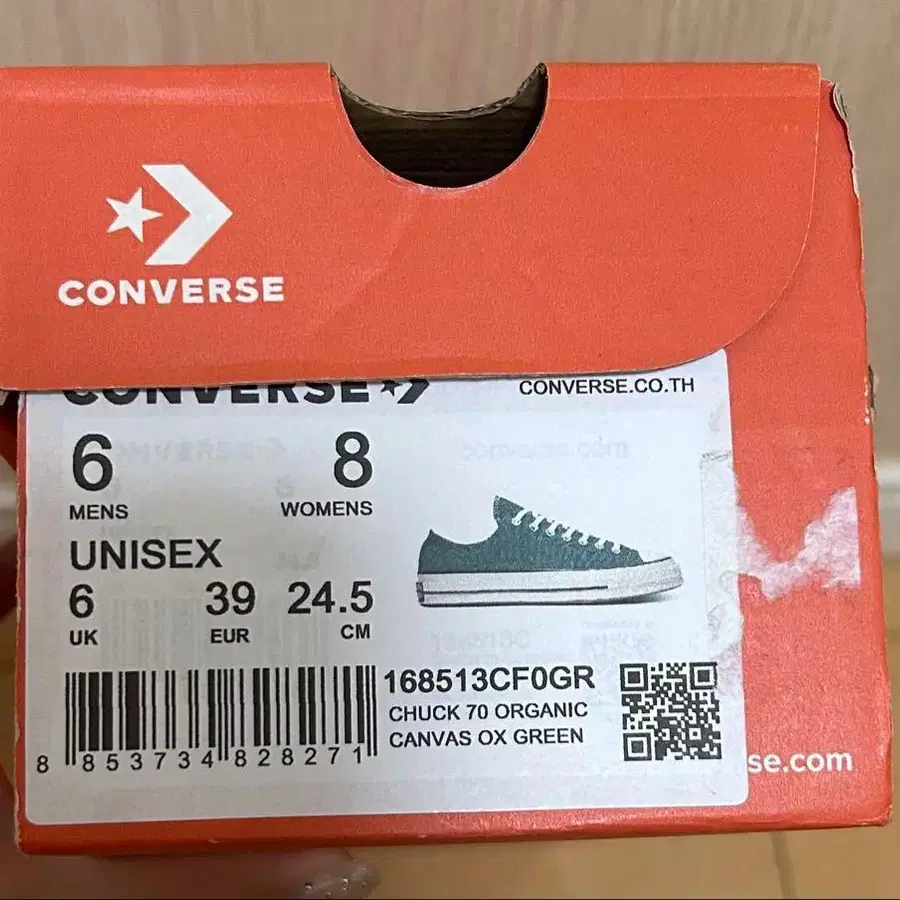 CONVERSE
CONVERSE
CONVERSE.CO.TH
6 8
MENS WOMENS
UNISEX
6 39 24.5
UK EUR CM
168513CF0GR
CHUCK 70 ORGANIC
CANVAS OX GREEN
8 853734 828271
se.com